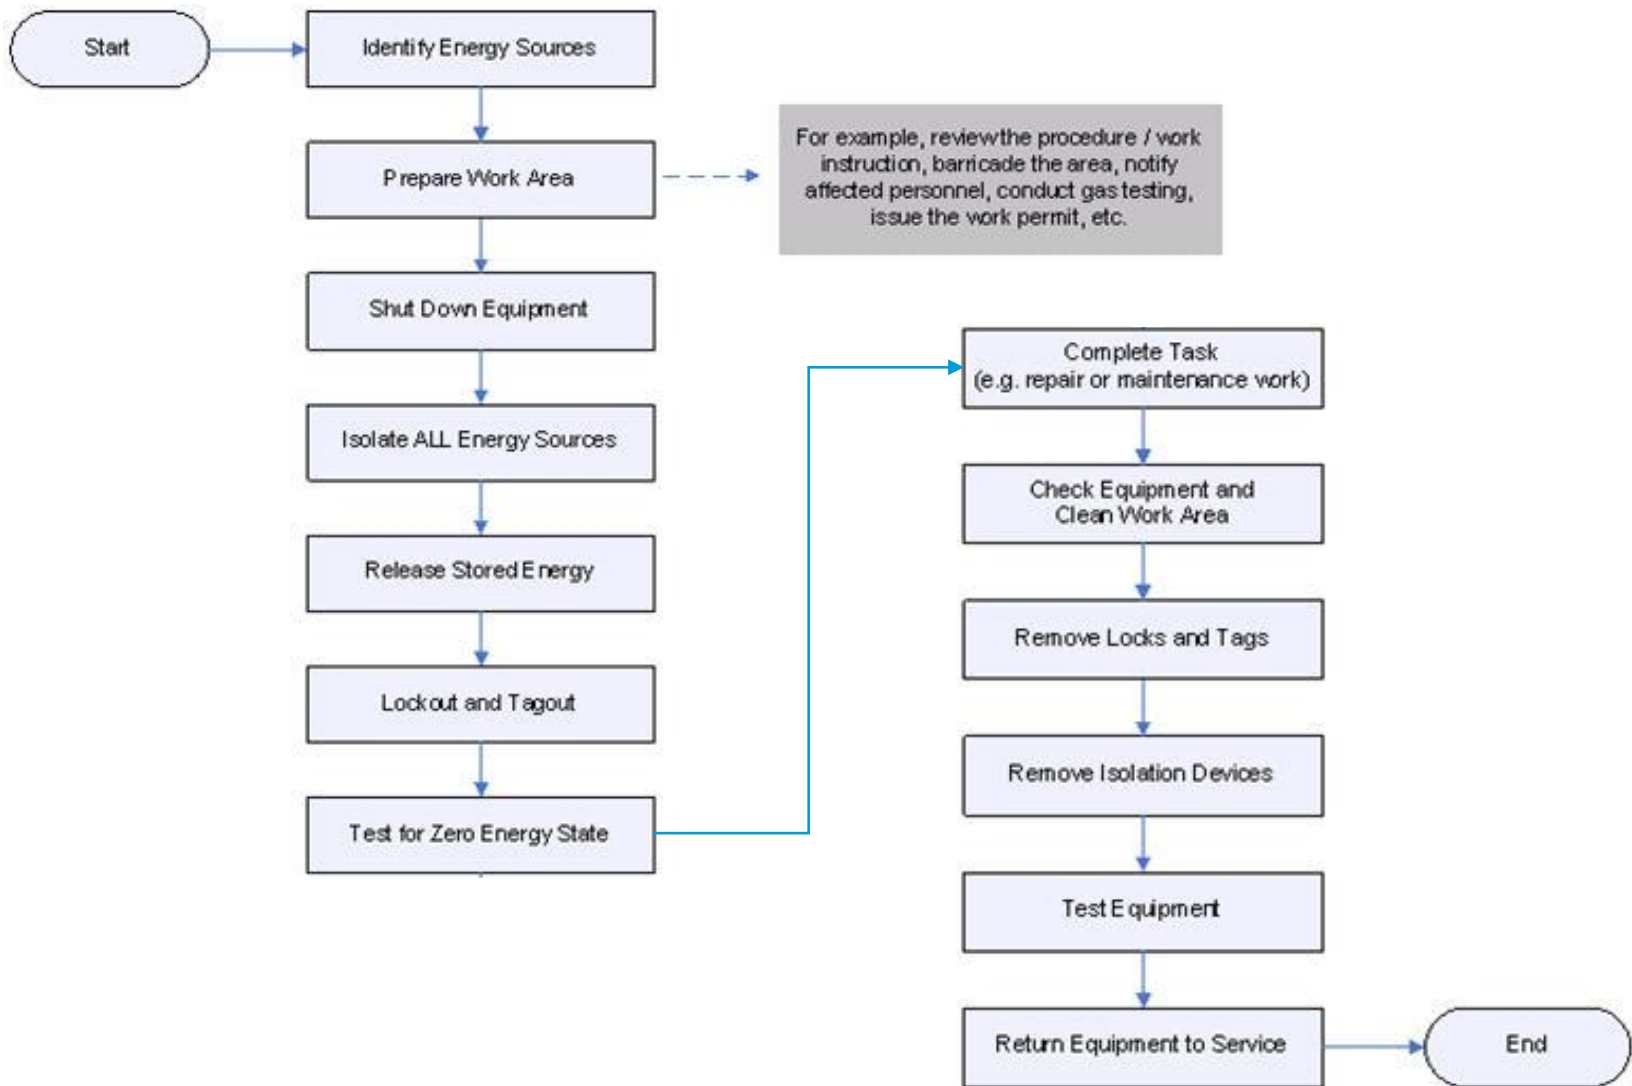 Start
Identify Energy Sources
Prepare Work Area
For example, review the procedure / work
instruction, barricade the area, notify
affected personnel, conduct gas testing,
issue the work permit, etc.
Shut Down Equipment
Isolate ALL Energy Sources
Release Stored Energy
Lockout and Tagout
Test for Zero Energy State
Complete Task
(e.g. repair or maintenance work)
Check Equipment and
Clean Work Area
Remove Locks and Tags
Remove Isolation Devices
Test Equipment
Return Equipment to Service
End